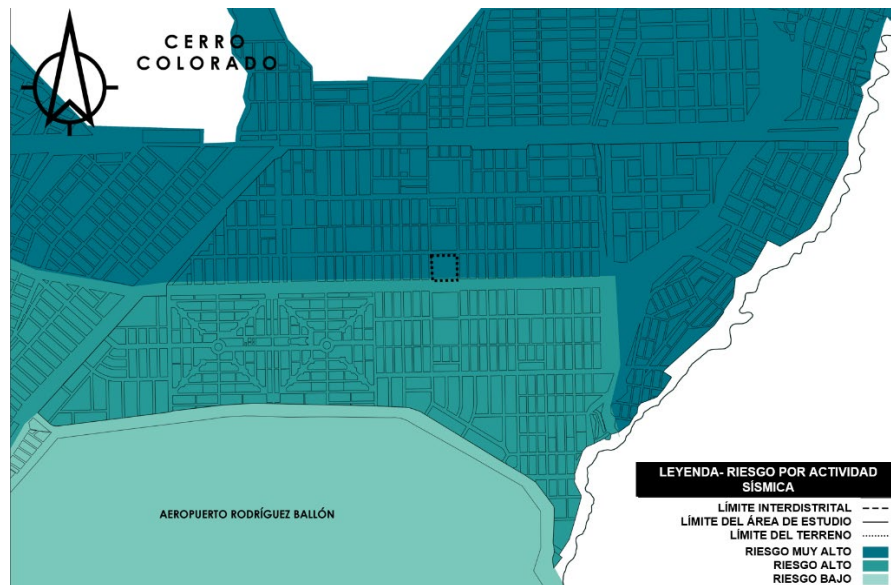 CERRO
COLORADO
AEROPUERTO RODRÍGUEZ BALLÓN
LEYENDA- RIESGO POR ACTIVIDAD
SÍSMICA
LÍMITE INTERDISTRITAL
LÍMITE DEL ÁREA DE ESTUDIO
LÍMITE DEL TERRENO
RIESGO MUY ALTO
RIESGO ALTO
RIESGO BAJO